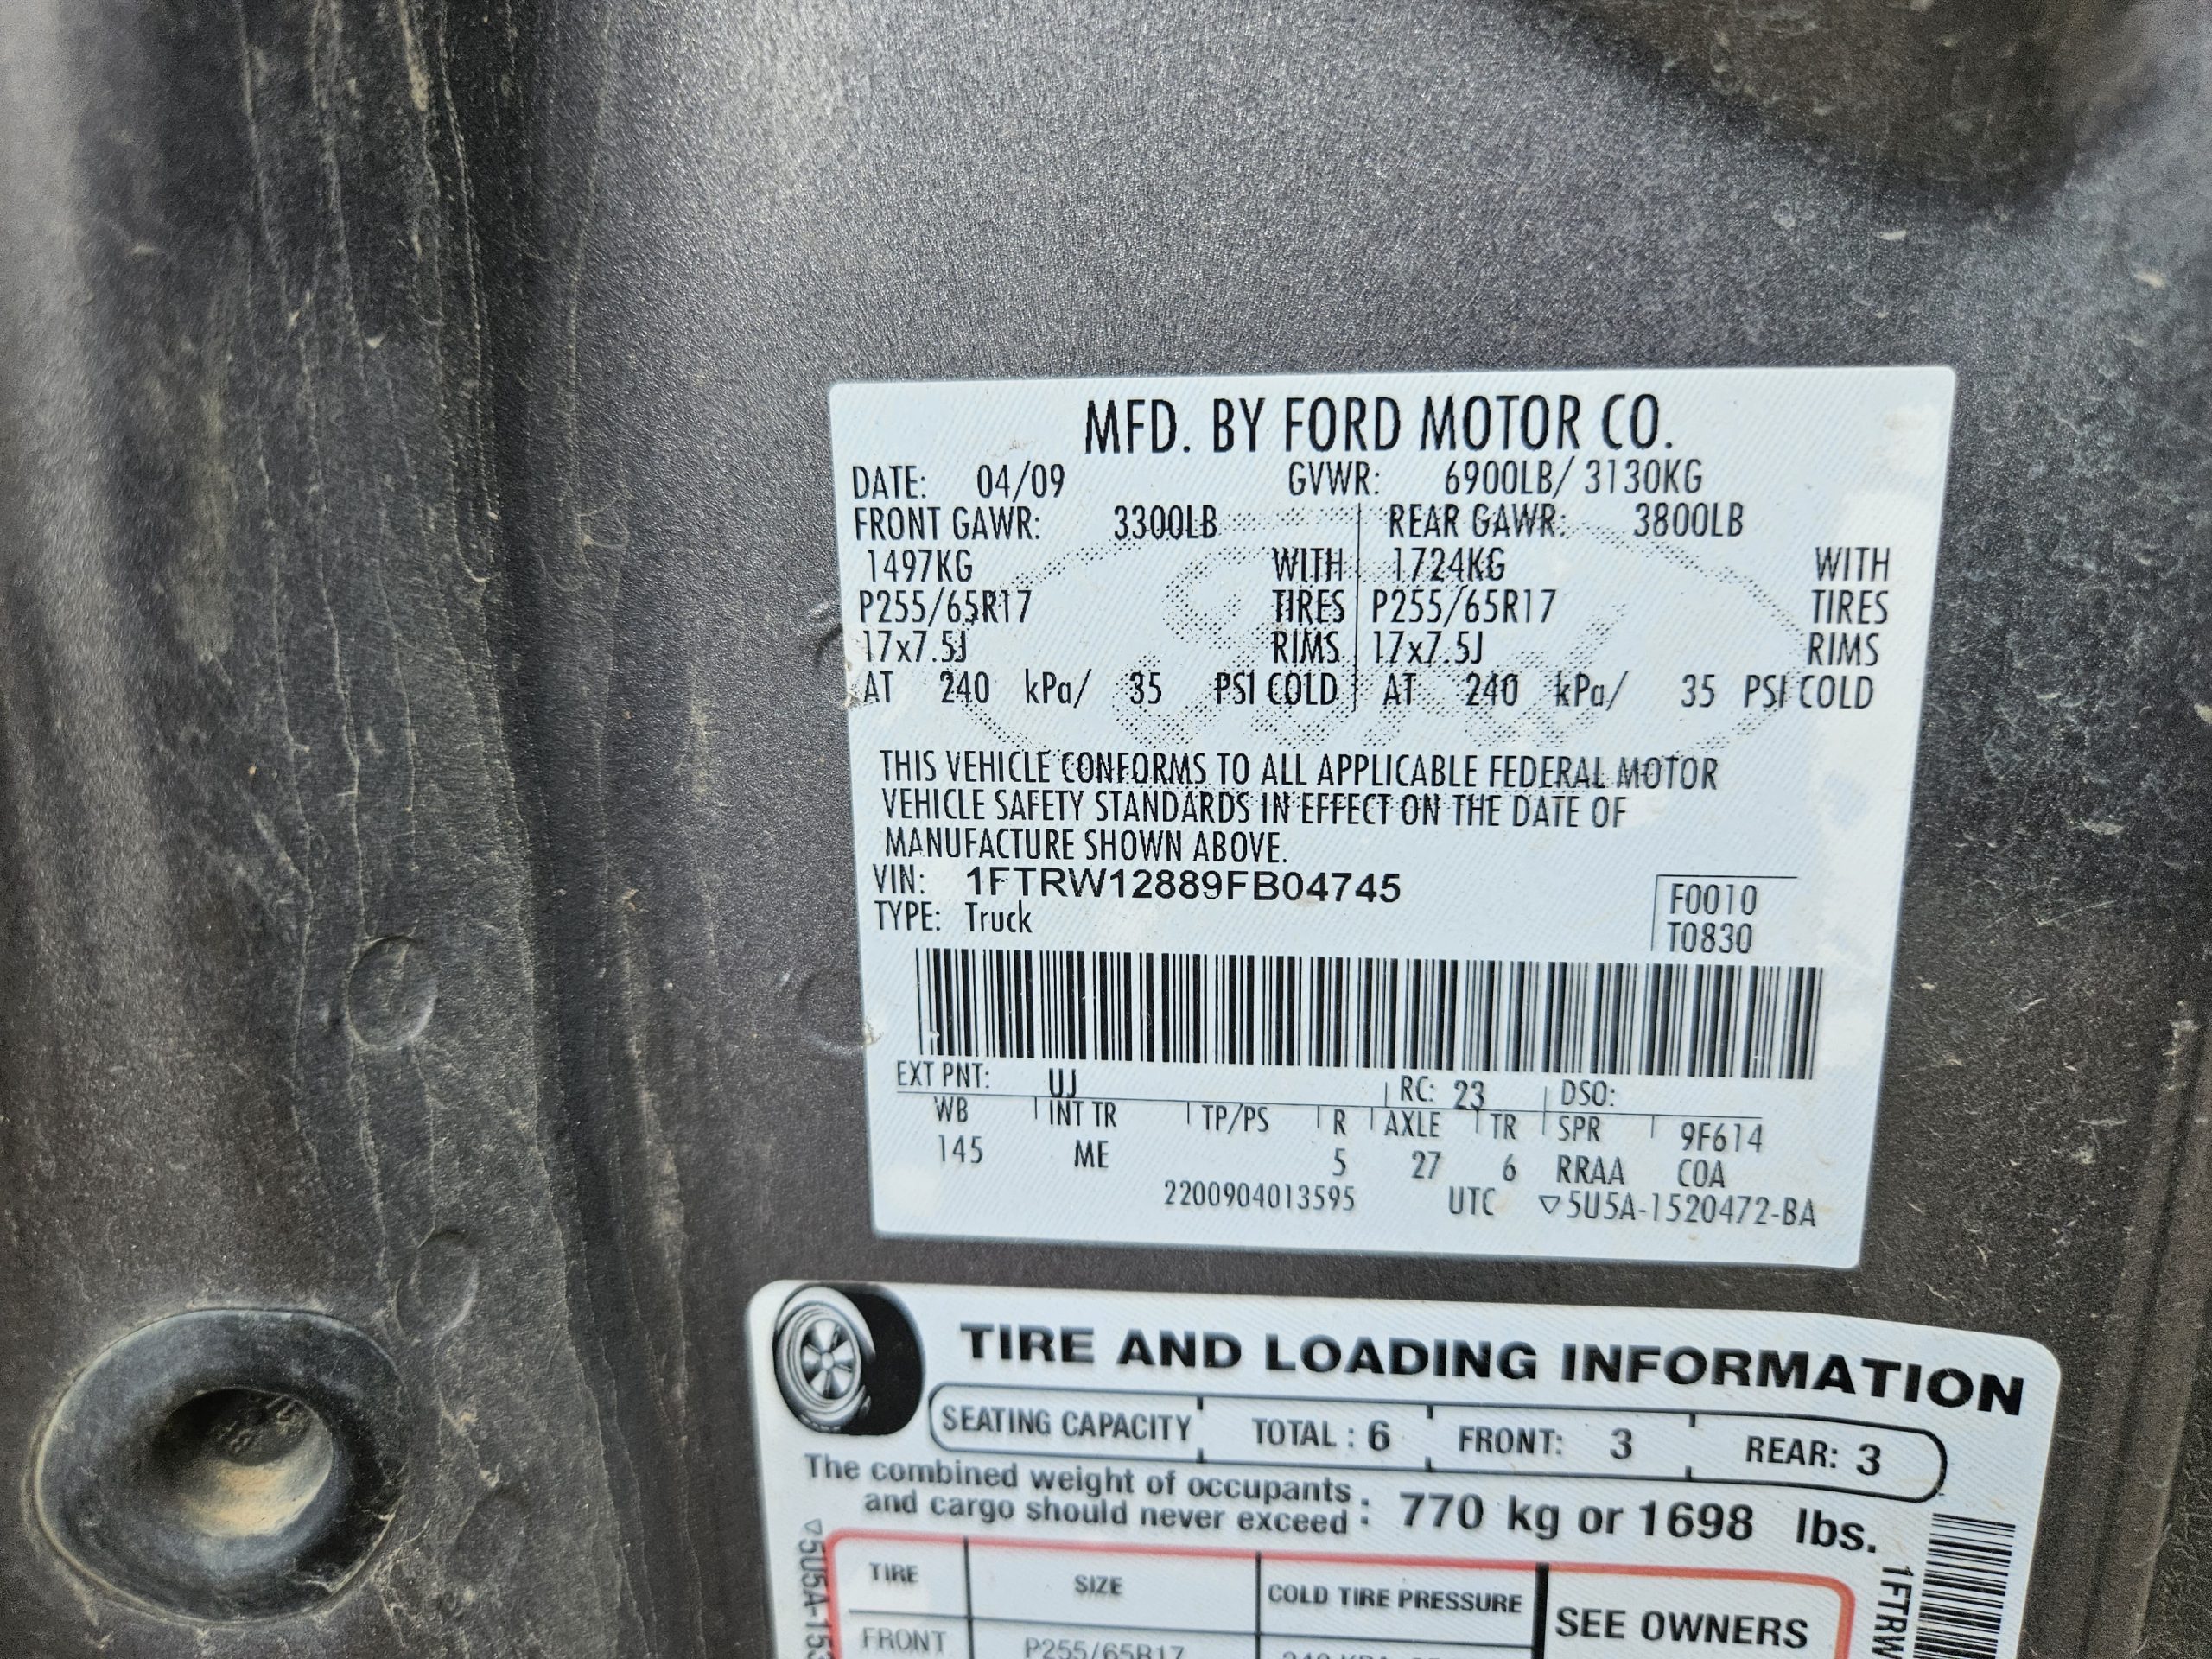 MFD. BY FORD MOTOR CO.
DATE: 04/09 GVWR: 6900LB/ 3130KG
FRONT GAWR: 3300LB REAR GAWR: 3800LB
1497KG WITH 1724KG WITH
P255/65R17 TIRES P255/65R17 TIRES
17x7.5J RIMS 17x7.5J RIMS
AT 240 kPa/ 35 PSI COLD AT 240 kPa/ 35 PSI COLD
THIS VEHICLE CONFORMS TO ALL APPLICABLE FEDERAL MOTOR
VEHICLE SAFETY STANDARDS IN EFFECT ON THE DATE OF
MANUFACTURE SHOWN ABOVE.
VIN: 1FTRW12889FB04745
TYPE: Truck
F0010
T0830
EXT PNT: UJ RC: 23 DSO:
WB INT TR TP/PS R AXLE TR SPR 9F614
145 ME 5 27 6 RRAA COA
2200904013595 UTC ▽5U5A-1520472-BA
TIRE AND LOADING INFORMATION
SEATING CAPACITY TOTAL : 6 FRONT: 3 REAR: 3
The combined weight of occupants
and cargo should never exceed : 770 kg or 1698 lbs.
TIRE SIZE COLD TIRE PRESSURE SEE OWNERS
FRONT P255/65R17
1FTRW
▽5U5A-153